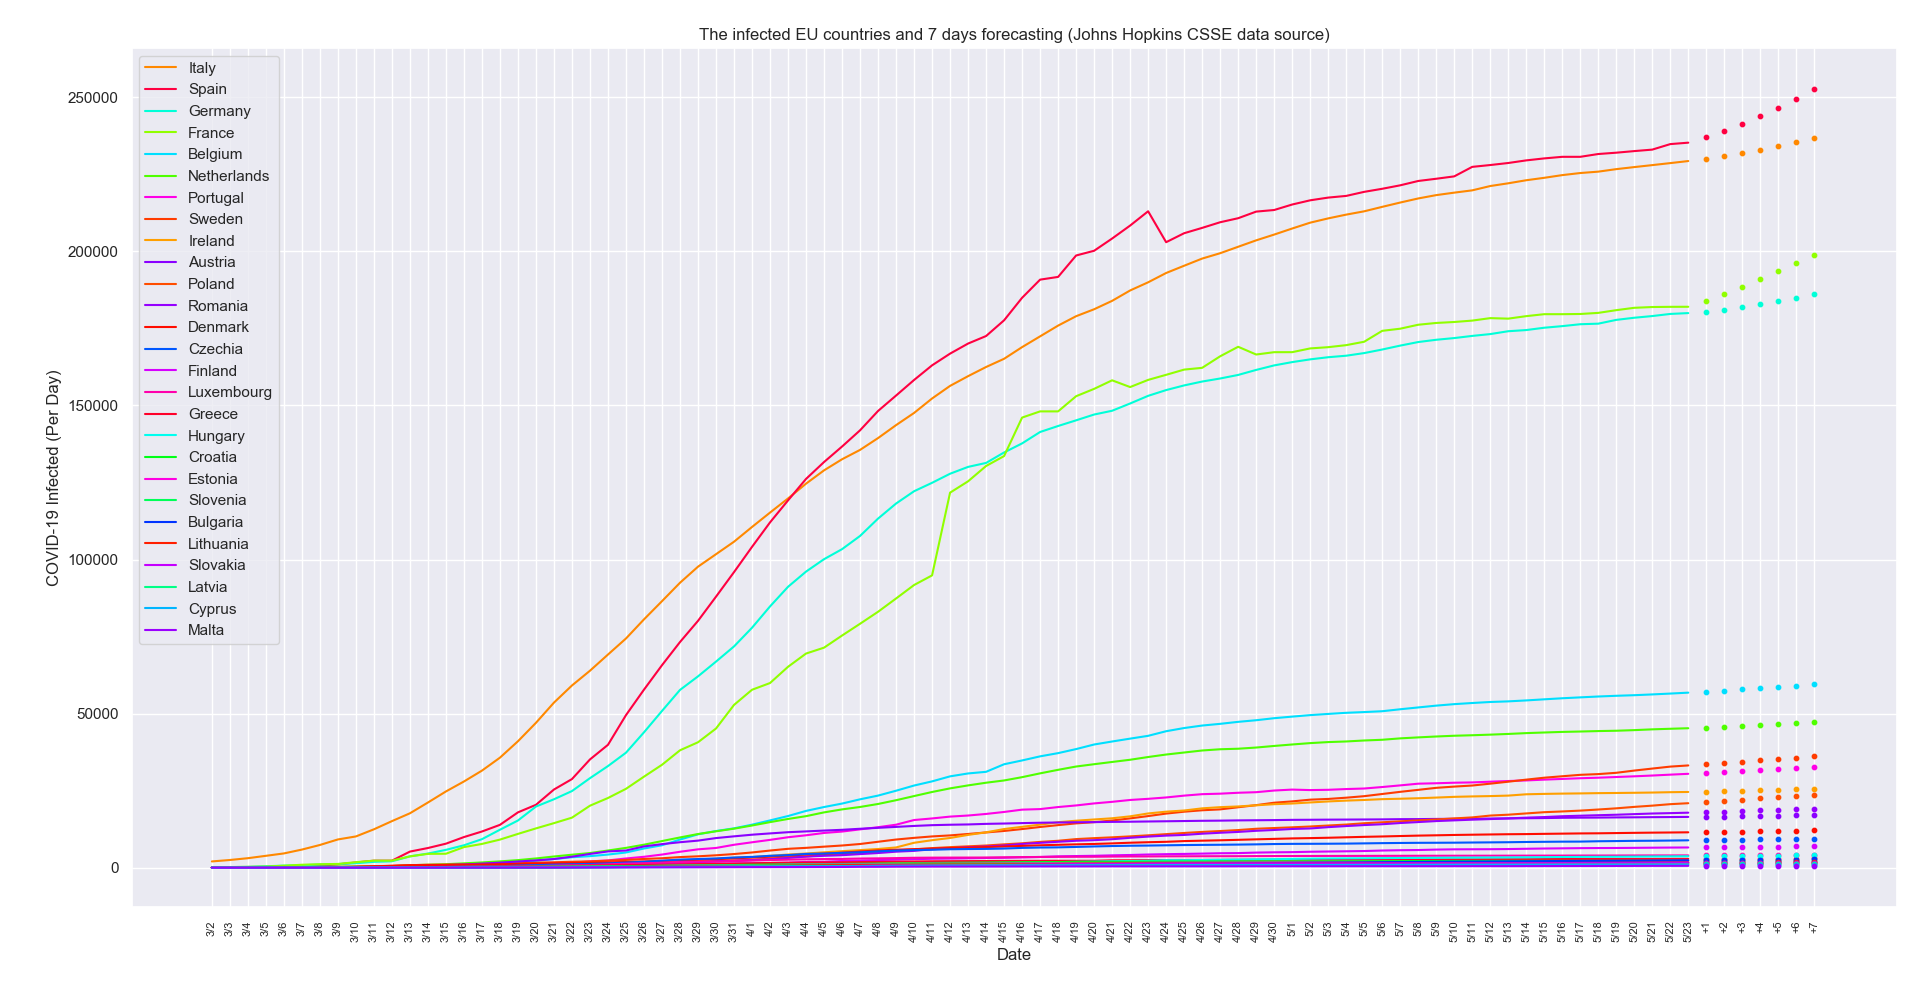 The infected EU countries and 7 days forecasting (Johns Hopkins CSSE data source)
Italy
Spain
Germany
France
Belgium
Netherlands
Portugal
Sweden
Ireland
Austria
Poland
Romania
Denmark
Czechia
Finland
Luxembourg
Greece
Hungary
Croatia
Estonia
Slovenia
Bulgaria
Lithuania
Slovakia
Latvia
Cyprus
Malta
COVID-19 Infected (Per Day)
250000
200000
150000
100000
50000
0
3/2 3/3 3/4 3/5 3/6 3/7 3/8 3/9 3/10 3/11 3/12 3/13 3/14 3/15 3/16 3/17 3/18 3/19 3/20 3/21 3/22 3/23 3/24 3/25 3/26 3/27 3/28 3/29 3/30 3/31 4/1 4/2 4/3 4/4 4/5 4/6 4/7 4/8 4/9 4/10 4/11 4/12 4/13 4/14 4/15 4/16 4/17 4/18 4/19 4/20 4/21 4/22 4/23 4/24 4/25 4/26 4/27 4/28 4/29 4/30 5/1 5/2 5/3 5/4 5/5 5/6 5/7 5/8 5/9 5/10 5/11 5/12 5/13 5/14 5/15 5/16 5/17 5/18 5/19 5/20 5/21 5/22 5/23 +1 +2 +3 +4 +5 +6 +7
Date